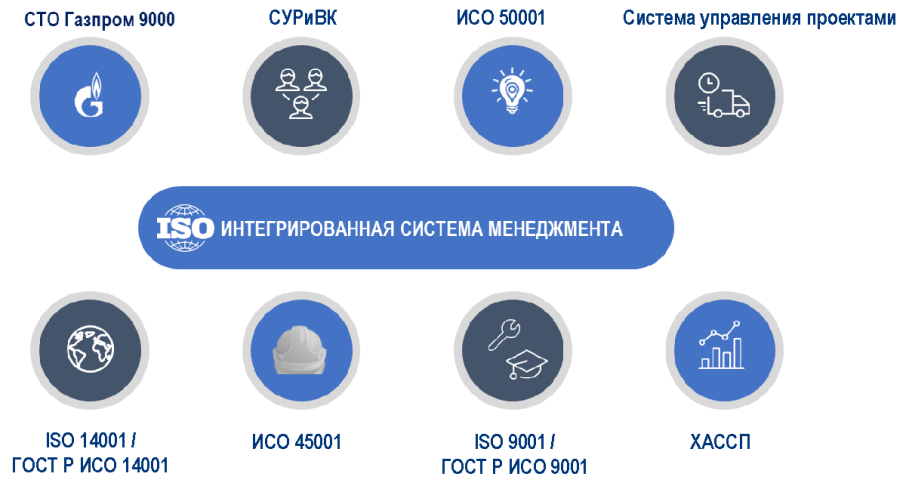 СТО Газпром 9000
СУРиВК
ИСО 50001
Система управления проектами
ISO ИНТЕГРИРОВАННАЯ СИСТЕМА МЕНЕДЖМЕНТА
ISO 14001 /
ГОСТ Р ИСО 14001
ИСО 45001
ISO 9001 /
ГОСТ Р ИСО 9001
ХАССП